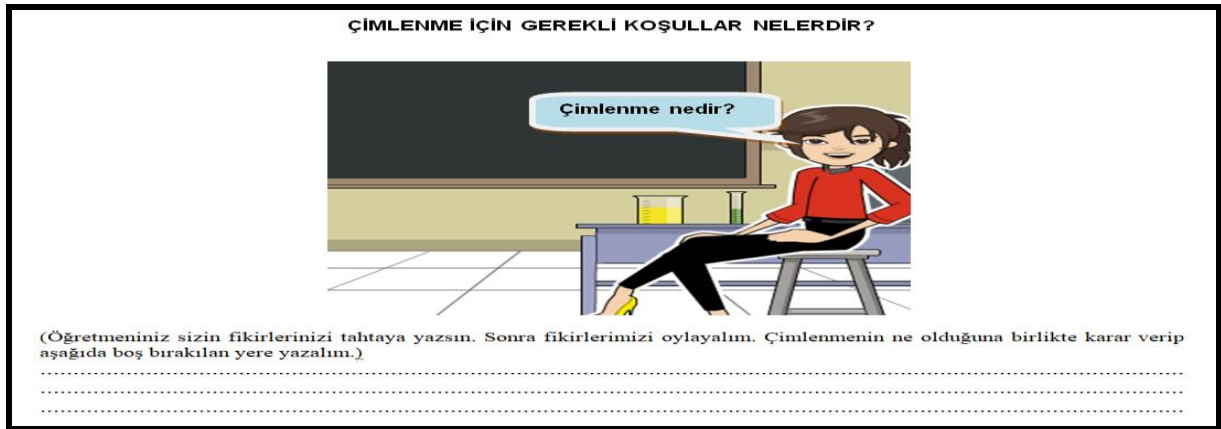 ÇİMLENME İÇİN GEREKLİ KOŞULLAR NELERDİR?
Çimlenme nedir?
(Öğretmeniniz sizin fikirlerinizi tahtaya yazsın. Sonra fikirlerimizi oylayalım. Çimlenmenin ne olduğuna birlikte karar verip
aşağıda boş bırakılan yere yazalım.)